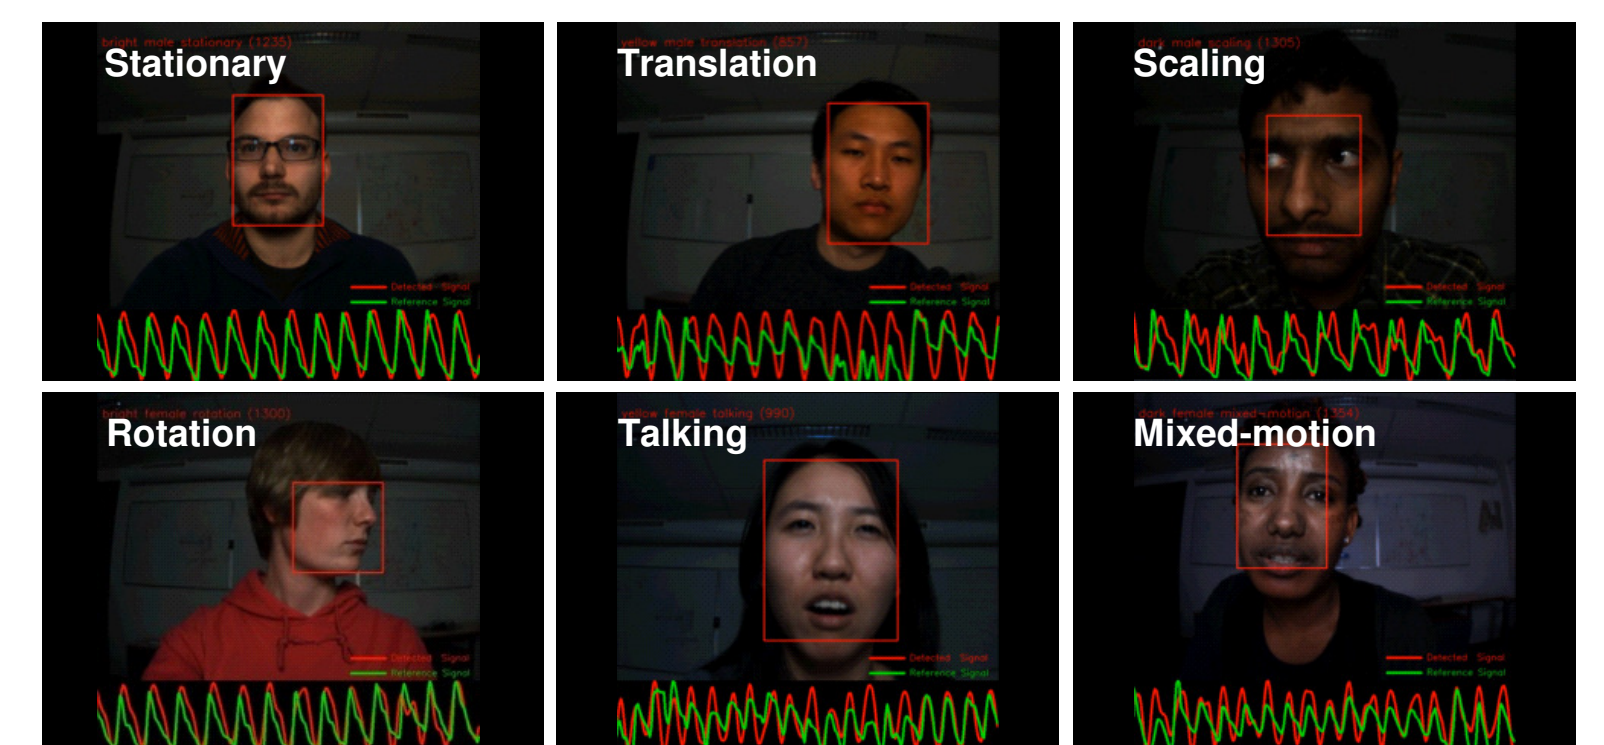 bright male stationary (1235)
Stationary
Detected Signal
Reference Signal
yellow male translation (857)
Translation
Detected Signal
Reference Signal
dark male scaling (1305)
Scaling
Detected Signal
Reference Signal
bright female rotation (1300)
Rotation
Detected Signal
Reference Signal
yellow female talking (990)
Talking
Detected Signal
Reference Signal
dark female mixed-motion (1354)
Mixed-motion
Detected Signal
Reference Signal